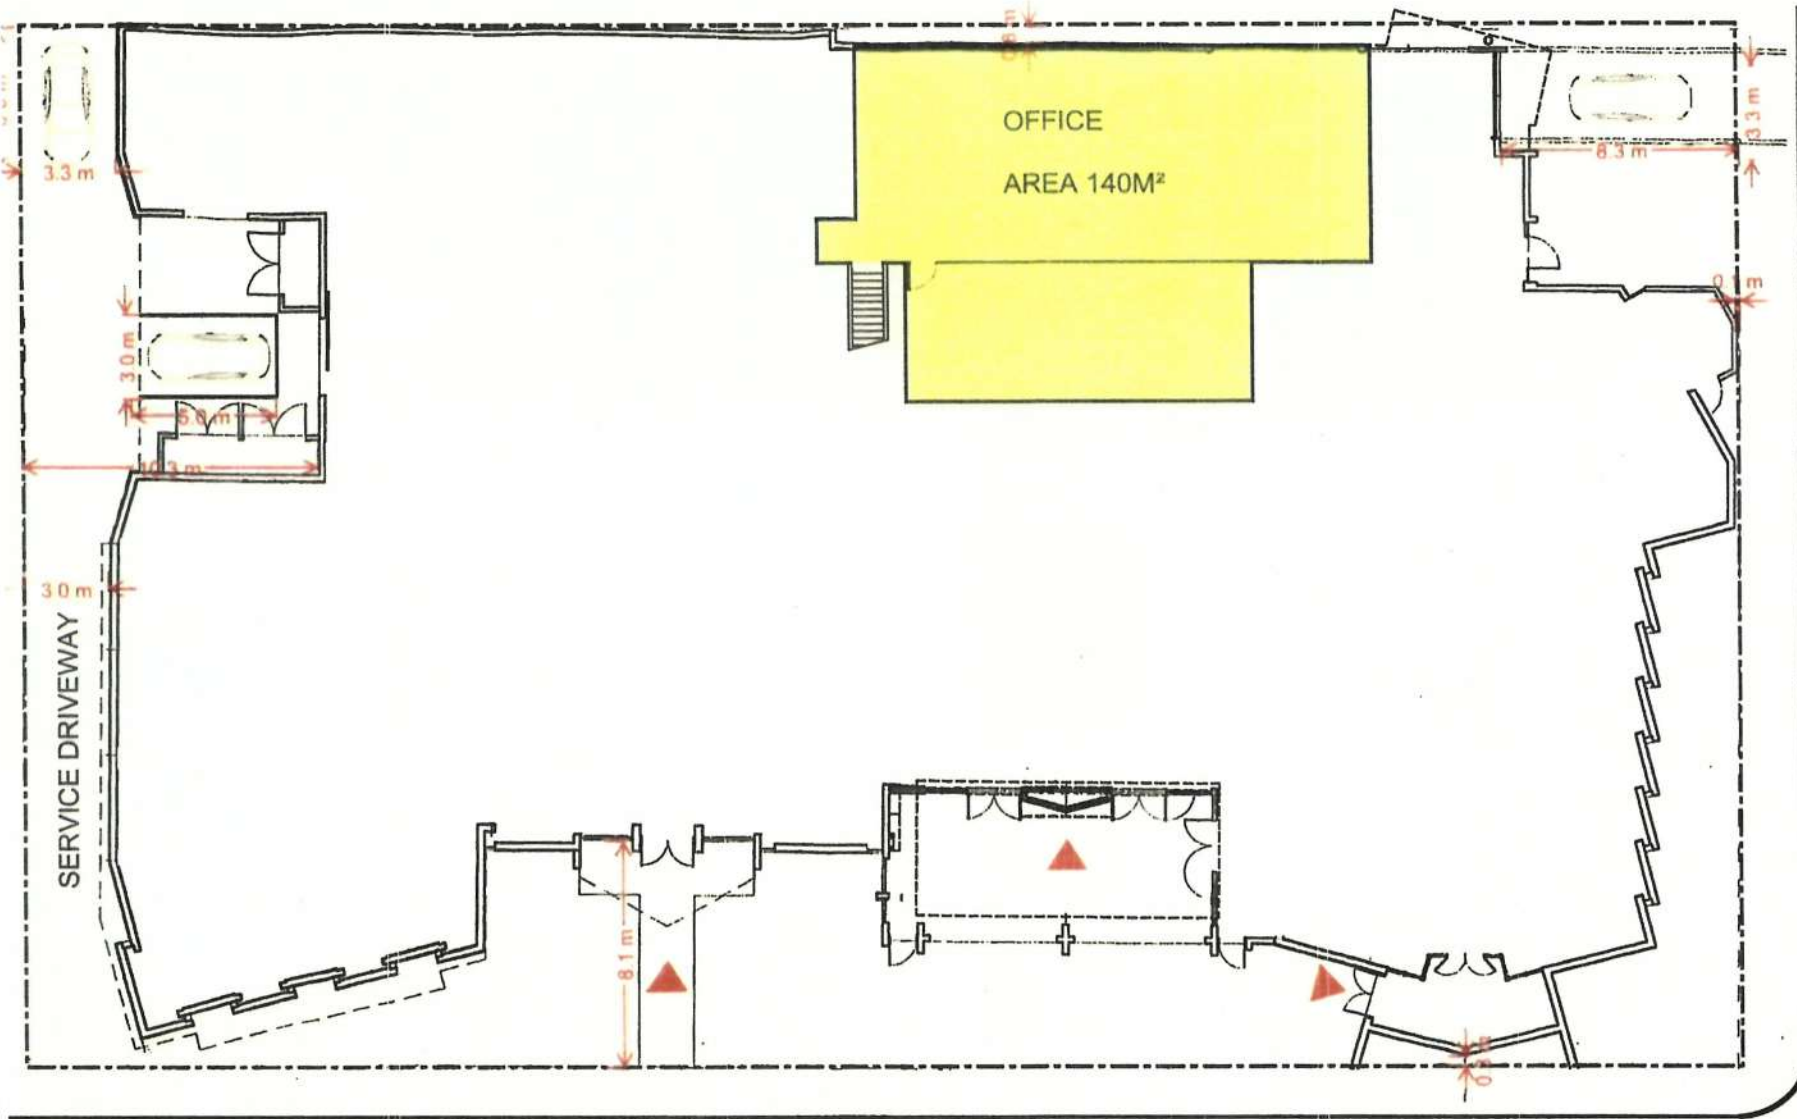 OFFICE
AREA 140M²
3.3 m
3.3 m
8.3 m
3.0 m
5.0 m
10.3 m
3.0 m
SERVICE DRIVEWAY
8.1 m